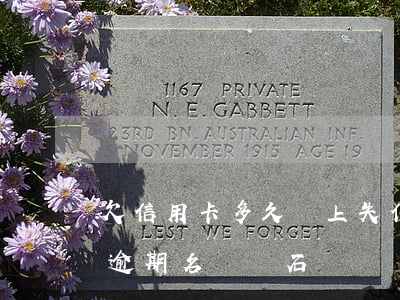 1167 PRIVATE
N. E. GABBETT
23RD BN. AUSTRALIAN INF.
NOVEMBER 1915 AGE 19
欠信用卡多久 上失信
LEST WE FORGET
逾期名 石